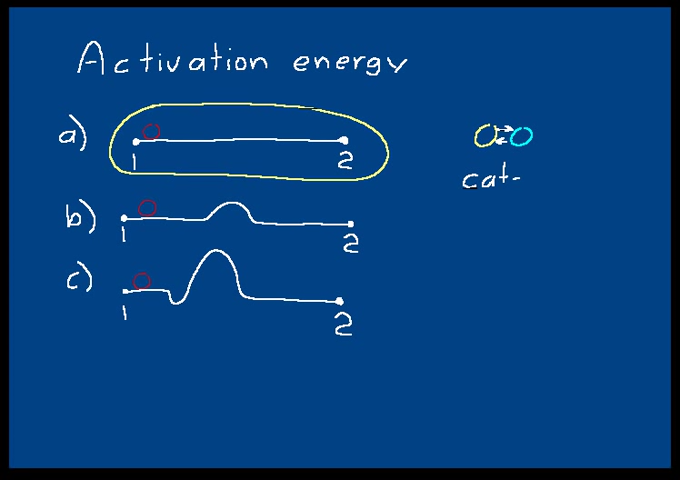 Activation energy
a)
1 2
cat-
b)
1 2
c)
1 2